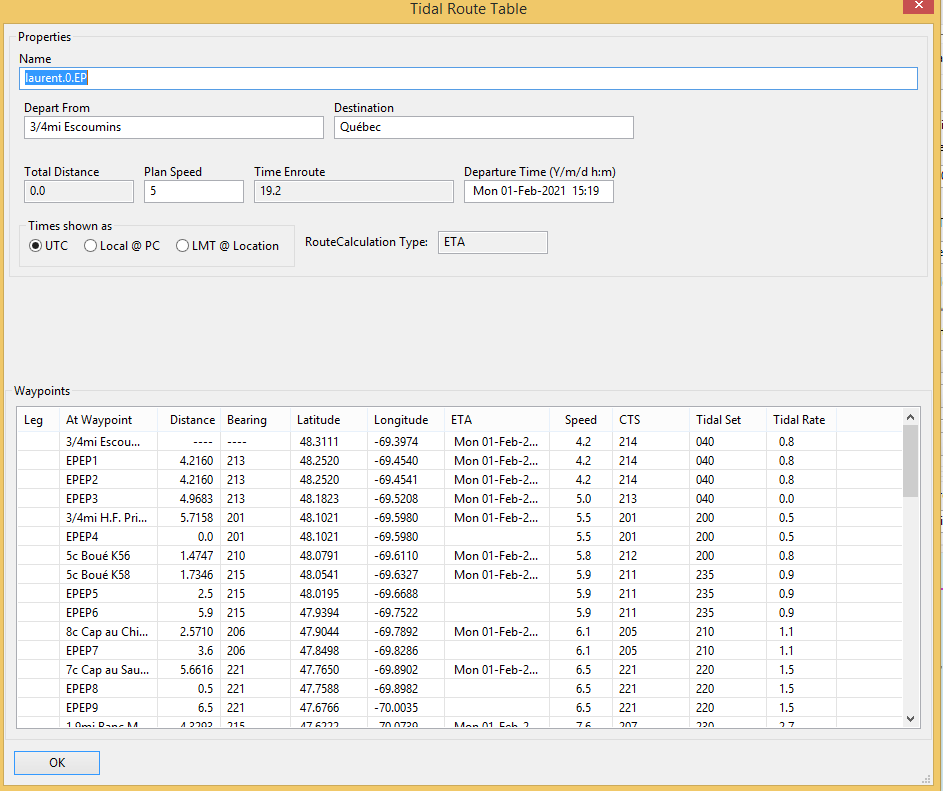 Tidal Route Table
Properties
Name
laurent.0.EP
Depart From Destination
3/4mi Escoumins Québec
Total Distance Plan Speed Time Enroute Departure Time (Y/m/d h:m)
0.0 5 19.2 Mon 01-Feb-2021 15:19
Times shown as
UTC Local @ PC LMT @ Location RouteCalculation Type: ETA
Waypoints
Leg At Waypoint Distance Bearing Latitude Longitude ETA Speed CTS Tidal Set Tidal Rate
3/4mi Escou... ---- ---- 48.3111 -69.3974 Mon 01-Feb-2... 4.2 214 040 0.8
EPEP1 4.2160 213 48.2520 -69.4540 Mon 01-Feb-2... 4.2 214 040 0.8
EPEP2 4.2160 213 48.2520 -69.4541 Mon 01-Feb-2... 4.2 214 040 0.8
EPEP3 4.9683 213 48.1823 -69.5208 Mon 01-Feb-2... 5.0 213 040 0.0
3/4mi H.F. Pri... 5.7158 201 48.1021 -69.5980 Mon 01-Feb-2... 5.5 201 200 0.5
EPEP4 0.0 201 48.1021 -69.5980 5.5 201 200 0.5
5c Boué K56 1.4747 210 48.0791 -69.6110 Mon 01-Feb-2... 5.8 212 200 0.8
5c Boué K58 1.7346 215 48.0541 -69.6327 Mon 01-Feb-2... 5.9 211 235 0.9
EPEP5 2.5 215 48.0195 -69.6688 5.9 211 235 0.9
EPEP6 5.9 215 47.9394 -69.7522 5.9 211 235 0.9
8c Cap au Chi... 2.5710 206 47.9044 -69.7892 Mon 01-Feb-2... 6.1 205 210 1.1
EPEP7 3.6 206 47.8498 -69.8286 6.1 205 210 1.1
7c Cap au Sau... 5.6616 221 47.7650 -69.8902 Mon 01-Feb-2... 6.5 221 220 1.5
EPEP8 0.5 221 47.7588 -69.8982 6.5 221 220 1.5
EPEP9 6.5 221 47.6766 -70.0035 6.5 221 220 1.5
1.9mi Banc M... 4.3293 215 47.6222 -70.0739 Mon 01-Feb-2... 7.6 207 230 2.7
OK